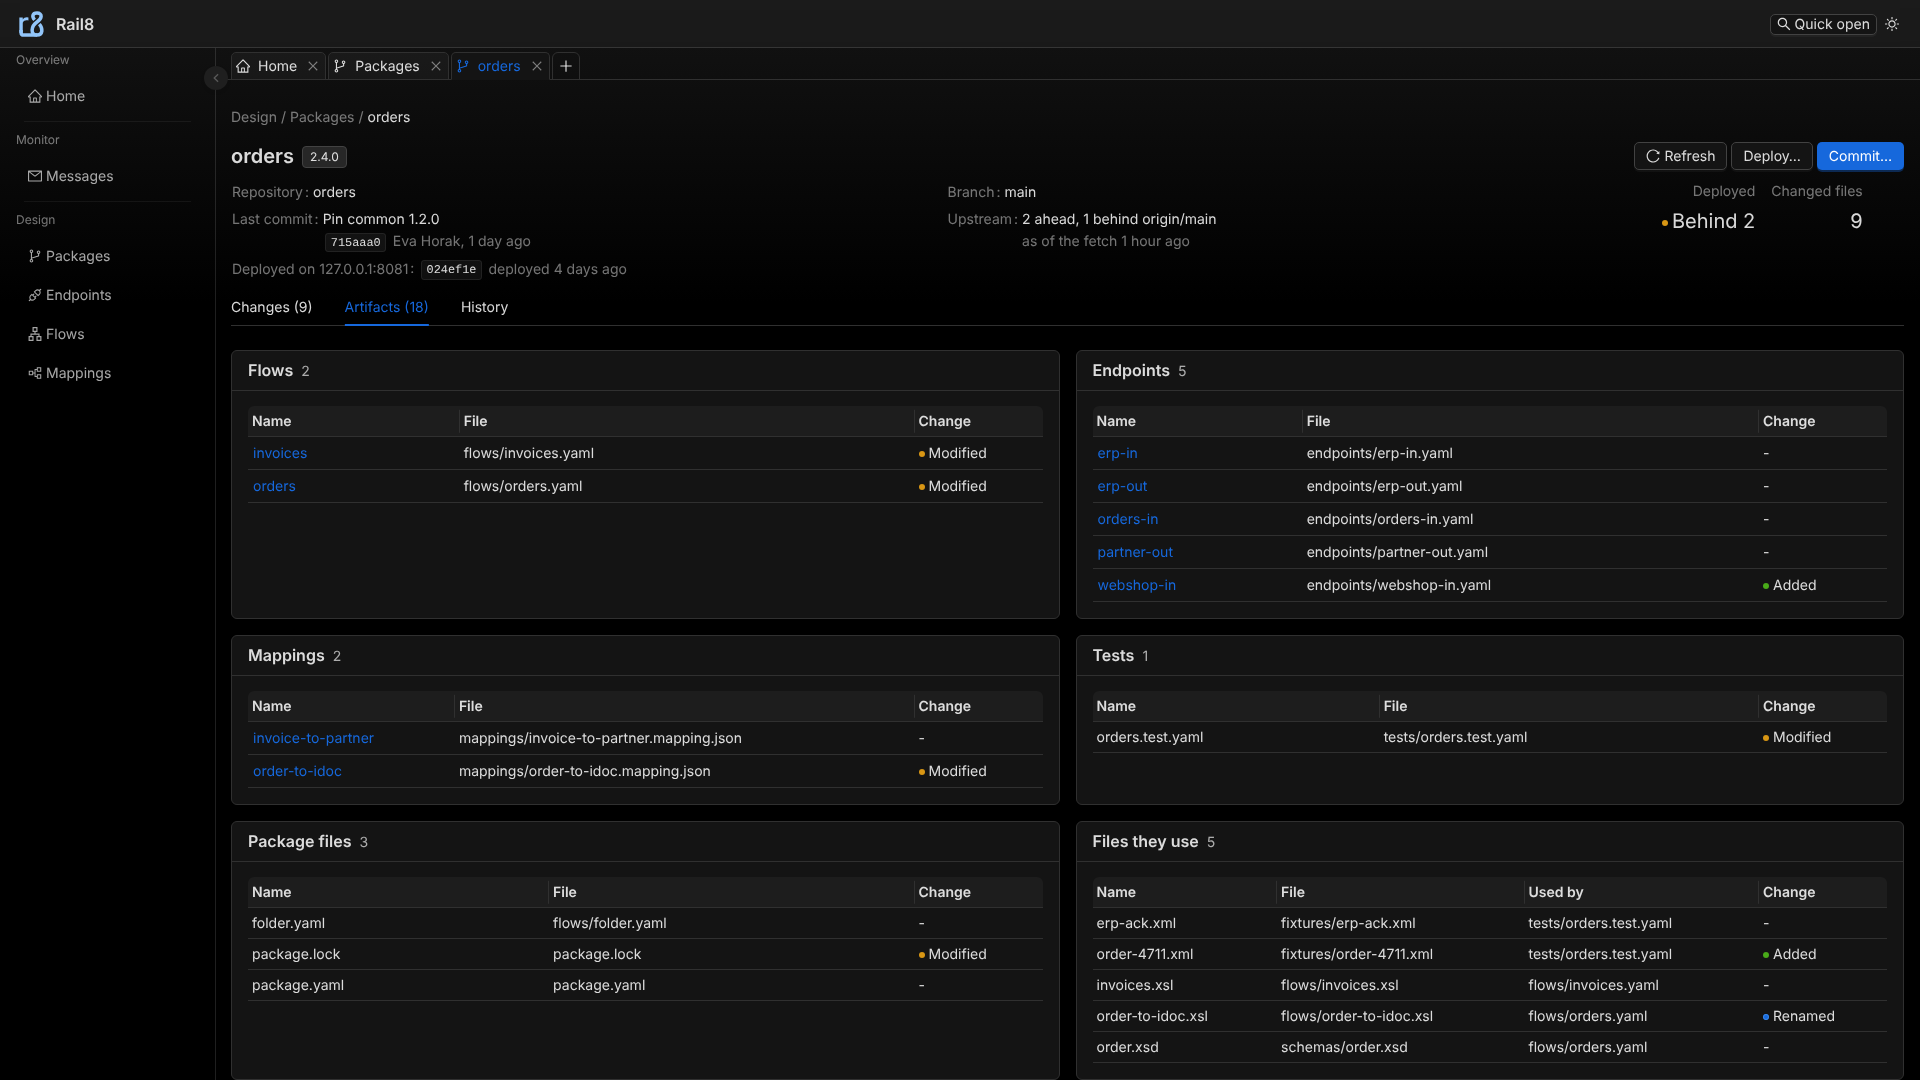 r8 Rail8
Quick open
Overview
Home
Monitor
Messages
Design
Packages
Endpoints
Flows
Mappings
Home
Packages
orders
Design / Packages / orders
orders 2.4.0
Refresh
Deploy...
Commit...
Repository: orders
Branch: main
Deployed
Changed files
Last commit: Pin common 1.2.0
Upstream: 2 ahead, 1 behind origin/main
Behind 2
9
715aaa0 Eva Horak, 1 day ago
as of the fetch 1 hour ago
Deployed on 127.0.0.1:8081: 024ef1e deployed 4 days ago
Changes (9)
Artifacts (18)
History
Flows 2
Name File Change
invoices flows/invoices.yaml Modified
orders flows/orders.yaml Modified
Endpoints 5
Name File Change
erp-in endpoints/erp-in.yaml -
erp-out endpoints/erp-out.yaml -
orders-in endpoints/orders-in.yaml -
partner-out endpoints/partner-out.yaml -
webshop-in endpoints/webshop-in.yaml Added
Mappings 2
Name File Change
invoice-to-partner mappings/invoice-to-partner.mapping.json -
order-to-idoc mappings/order-to-idoc.mapping.json Modified
Tests 1
Name File Change
orders.test.yaml tests/orders.test.yaml Modified
Package files 3
Name File Change
folder.yaml flows/folder.yaml -
package.lock package.lock Modified
package.yaml package.yaml -
Files they use 5
Name File Used by Change
erp-ack.xml fixtures/erp-ack.xml tests/orders.test.yaml -
order-4711.xml fixtures/order-4711.xml tests/orders.test.yaml Added
invoices.xsl flows/invoices.xsl flows/invoices.yaml -
order-to-idoc.xsl flows/order-to-idoc.xsl flows/orders.yaml Renamed
order.xsd schemas/order.xsd flows/orders.yaml -